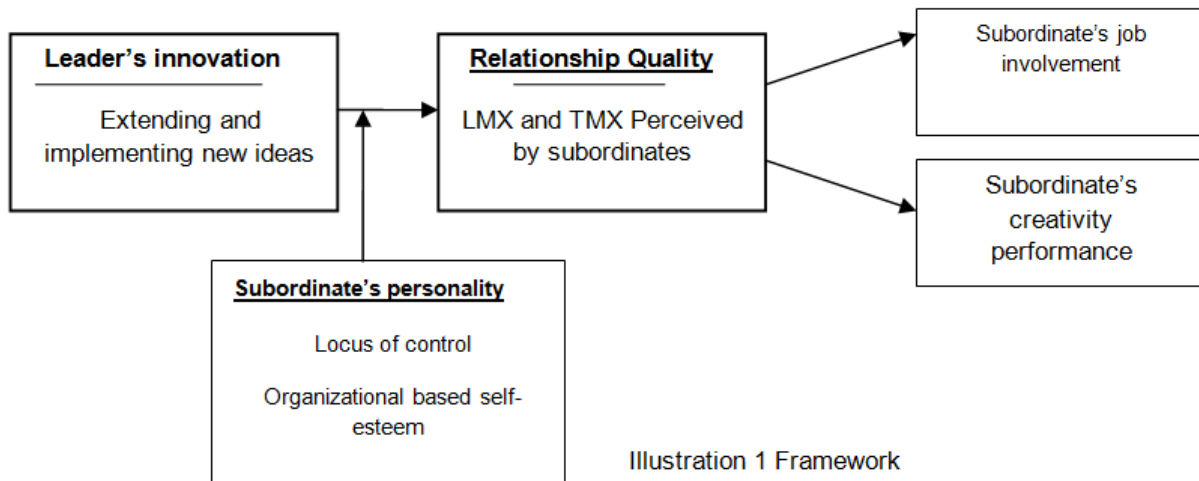 Leader’s innovation
Extending and
implementing new ideas
Relationship Quality
LMX and TMX Perceived
by subordinates
Subordinate’s job
involvement
Subordinate’s
creativity
performance
Subordinate’s personality
Locus of control
Organizational based self-
esteem
Illustration 1 Framework